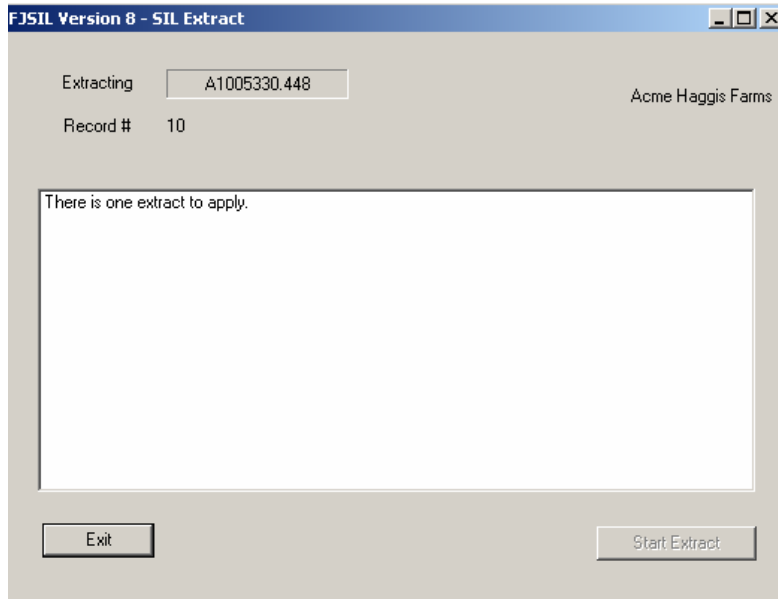 FJSIL Version 8 - SIL Extract
Extracting A1005330.448
Acme Haggis Farms
Record # 10
There is one extract to apply.
Exit Start Extract